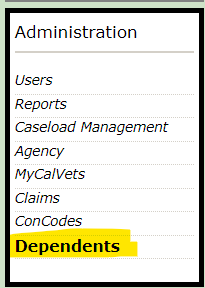 Administration
Users
Reports
Caseload Management
Agency
MyCalVets
Claims
ConCodes
Dependents